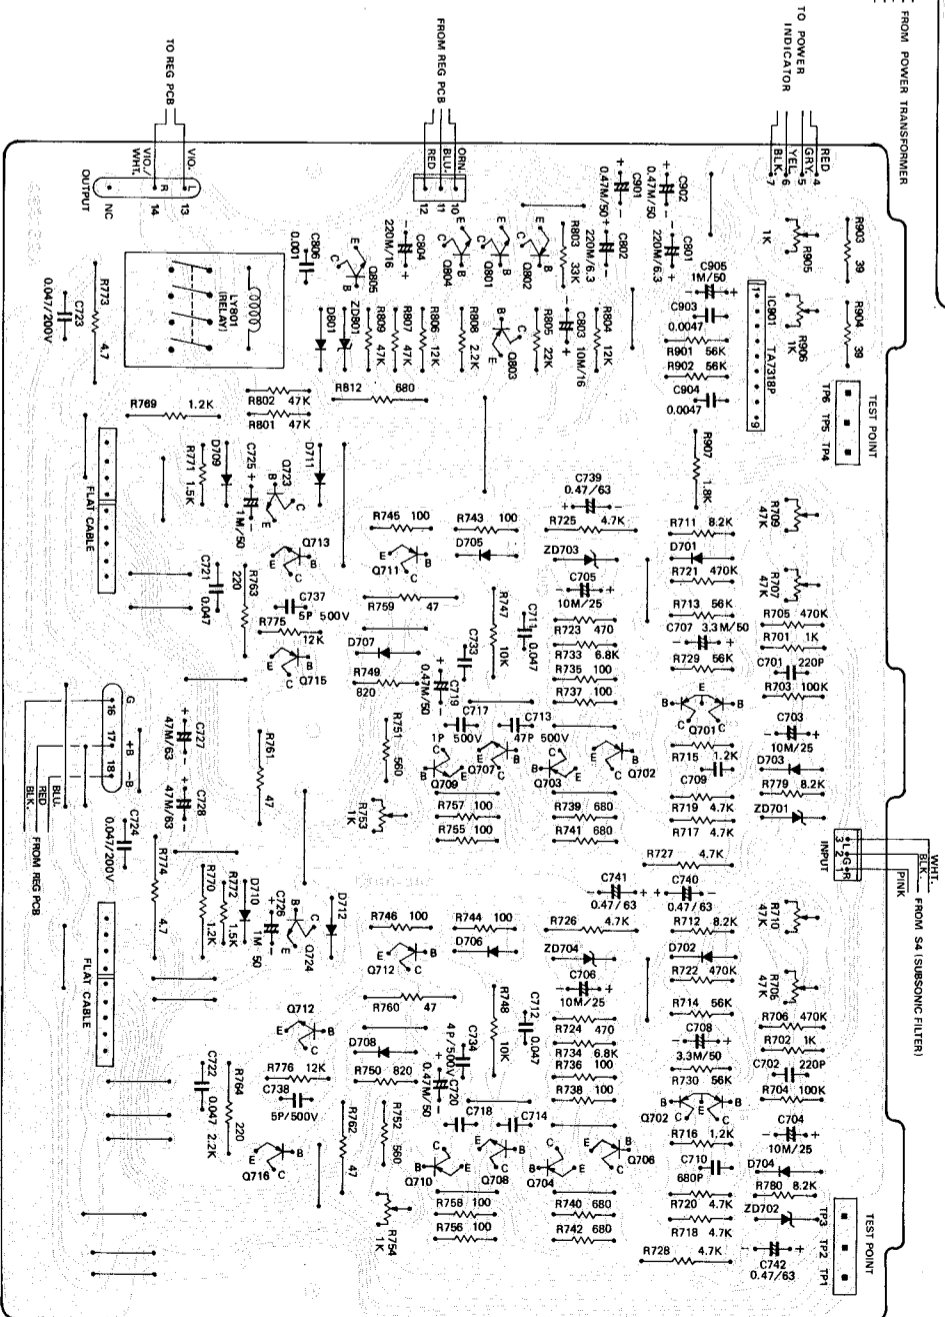 FROM POWER TRANSFORMER
TO POWER
INDICATOR
RED
GRY.
YEL.
BLK.
4
5
6
7
FROM REG PCB
ORN.
BLU.
RED
10
11
12
TO REG PCB
VIO.
VIO./
WHT.
L
R
13
14
OUTPUT
NC
R903 39
R904 39
R905
1K
R906
1K
TEST POINT
TP6 TP5 TP4
IC901 TA7318P
1
9
C902
0.47M/50
C901
0.47M/50
C801
220M/6.3
C802
220M/6.3
C905
1M/50
C903
0.0047
R901 56K
R902 56K
C904
0.0047
R803 33K
C803 10M/16
R804 12K
R805 22K
Q802
Q801
Q804
Q803
C804
220M/16
R808 2.2K
R806 12K
R807 47K
R809 47K
Q805
C806
0.001
ZD801
D801
LY801
(RELAY)
R773 4.7
C723
0.047/200V
R812 680
R802 47K
R801 47K
R769 1.2K
R907 1.8K
C739
0.47/63
R725 4.7K
R711 8.2K
D701
R721 470K
R709
47K
R707
47K
R705 470K
R701 1K
C701 220P
R703 100K
C703
10M/25
D703
R779 8.2K
ZD701
R713 56K
C707 3.3M/50
R729 56K
Q701
R715 1.2K
C709
R719 4.7K
R717 4.7K
R727 4.7K
ZD703
C705
10M/25
R723 470
R733 6.8K
R735 100
R737 100
Q702
Q703
R739 680
R741 680
R745 100
R743 100
D705
Q711
R759 47
R747 10K
C711 0.047
C733
C719
0.47M/50
C717
1P 500V
C713
47P 500V
Q709
Q707
R757 100
R755 100
R751 560
R753
1K
D707
R749
820
D711
Q723
C725
1M/50
D709
R771 1.5K
FLAT CABLE
Q713
C721
0.047
R763
220
C737
5P 500V
R775
12K
Q715
R761 47
C727
47M/63
C728
47M/63
G
+B
-B
16
17
18
BLU.
RED
BLK.
FROM REG PCB
C724
0.047/200V
R774 4.7
INPUT
L G R
3 2 1
WHT.
BLK.
PINK
FROM S4 (SUBSONIC FILTER)
C741
0.47/63
C740
0.47/63
R726 4.7K
R712 8.2K
D702
R722 470K
R710
47K
R706 470K
R702 1K
C702 220P
R704 100K
C704
10M/25
D704
R780 8.2K
ZD702
C742
0.47/63
TEST POINT
TP3 TP2 TP1
R714 56K
C708
3.3M/50
R730 56K
Q702
R716 1.2K
C710
680P
R720 4.7K
R718 4.7K
R728 4.7K
ZD704
C706
10M/25
R724 470
R734 6.8K
R736 100
R738 100
Q706
Q704
R740 680
R742 680
R746 100
R744 100
D706
Q712
R760 47
R748 10K
C712
0.047
C734
4P/500V
C720
0.47M/50
C718
C714
Q710
Q708
R758 100
R756 100
R752 560
R754
1K
D708
R750 820
D712
Q724
C726
1M 50
D710
R772 1.5K
R770 1.2K
FLAT CABLE
Q712
R776 12K
C738
5P/500V
R764 220
C722
0.047 2.2K
Q716
R762 47